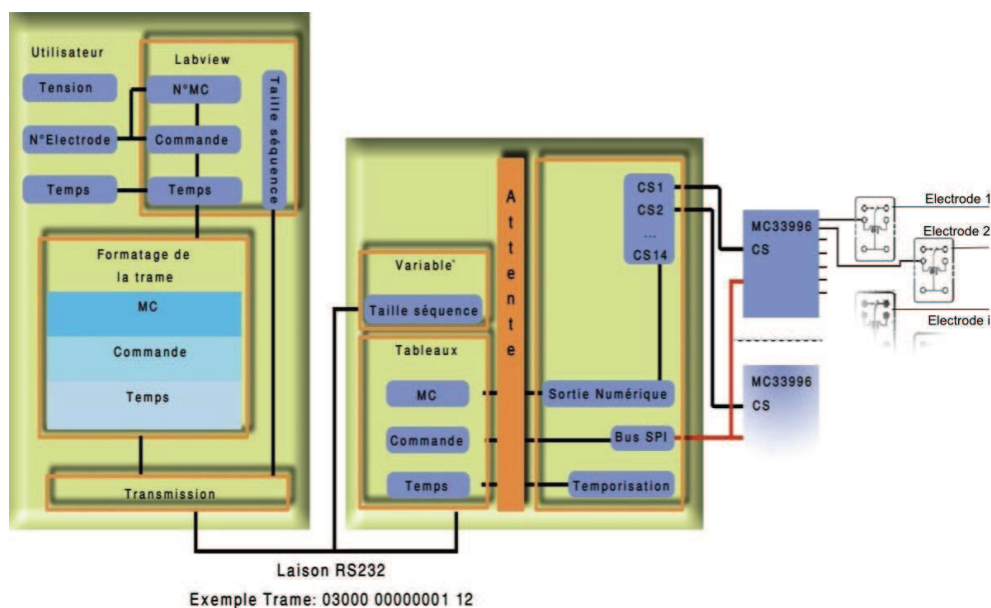 Utilisateur
Tension
N°Electrode
Temps
Labview
N°MC
Commande
Temps
Taille séquence
Formatage de
la trame
MC
Commande
Temps
Transmission
Variable`
Taille séquence
Tableaux
MC
Commande
Temps
Attente
CS1
CS2
...
CS14
Sortie Numérique
Bus SPI
Temporisation
MC33996
CS
MC33996
CS
Electrode 1
Electrode 2
Electrode i
Laison RS232
Exemple Trame: 03000 00000001 12